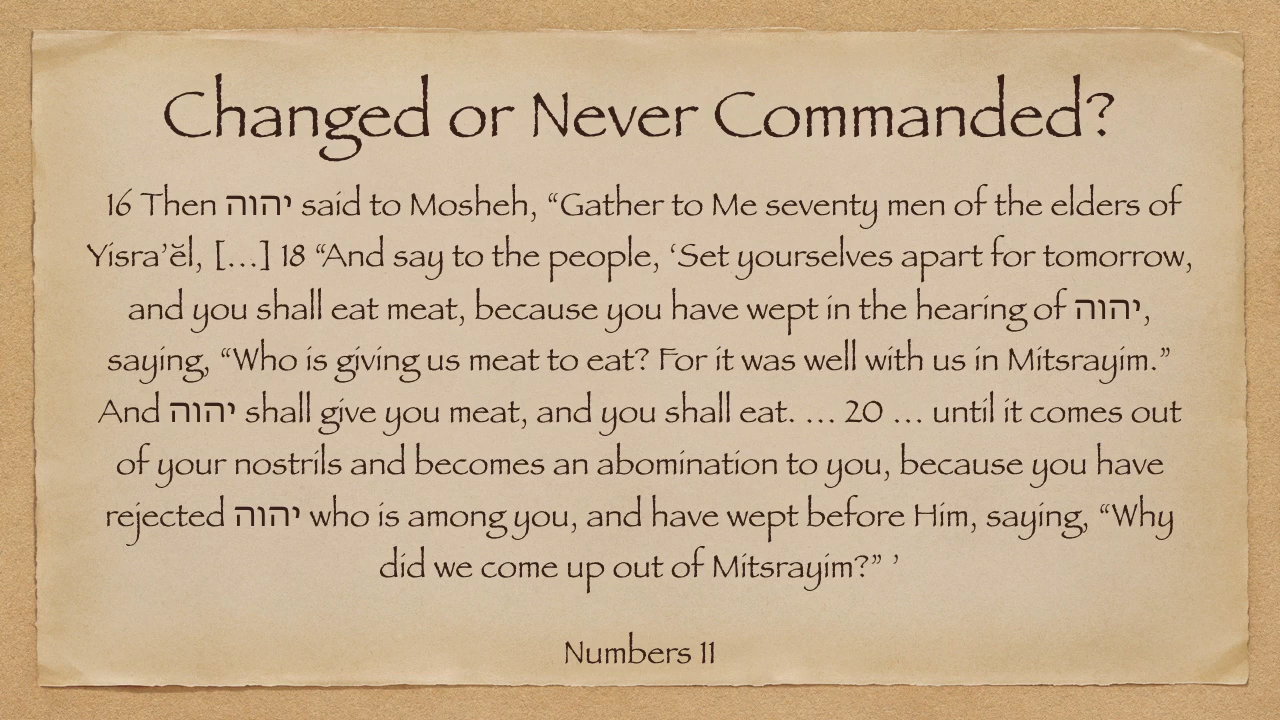 Changed or Never Commanded?
16 Then יהוה said to Mosheh, “Gather to Me seventy men of the elders of
Yisra’ĕl, […] 18 “And say to the people, ‘Set yourselves apart for tomorrow,
and you shall eat meat, because you have wept in the hearing of יהוה,
saying, “Who is giving us meat to eat? For it was well with us in Mitsrayim.”
And יהוה shall give you meat, and you shall eat. … 20 … until it comes out
of your nostrils and becomes an abomination to you, because you have
rejected יהוה who is among you, and have wept before Him, saying, “Why
did we come up out of Mitsrayim?” ’
Numbers 11